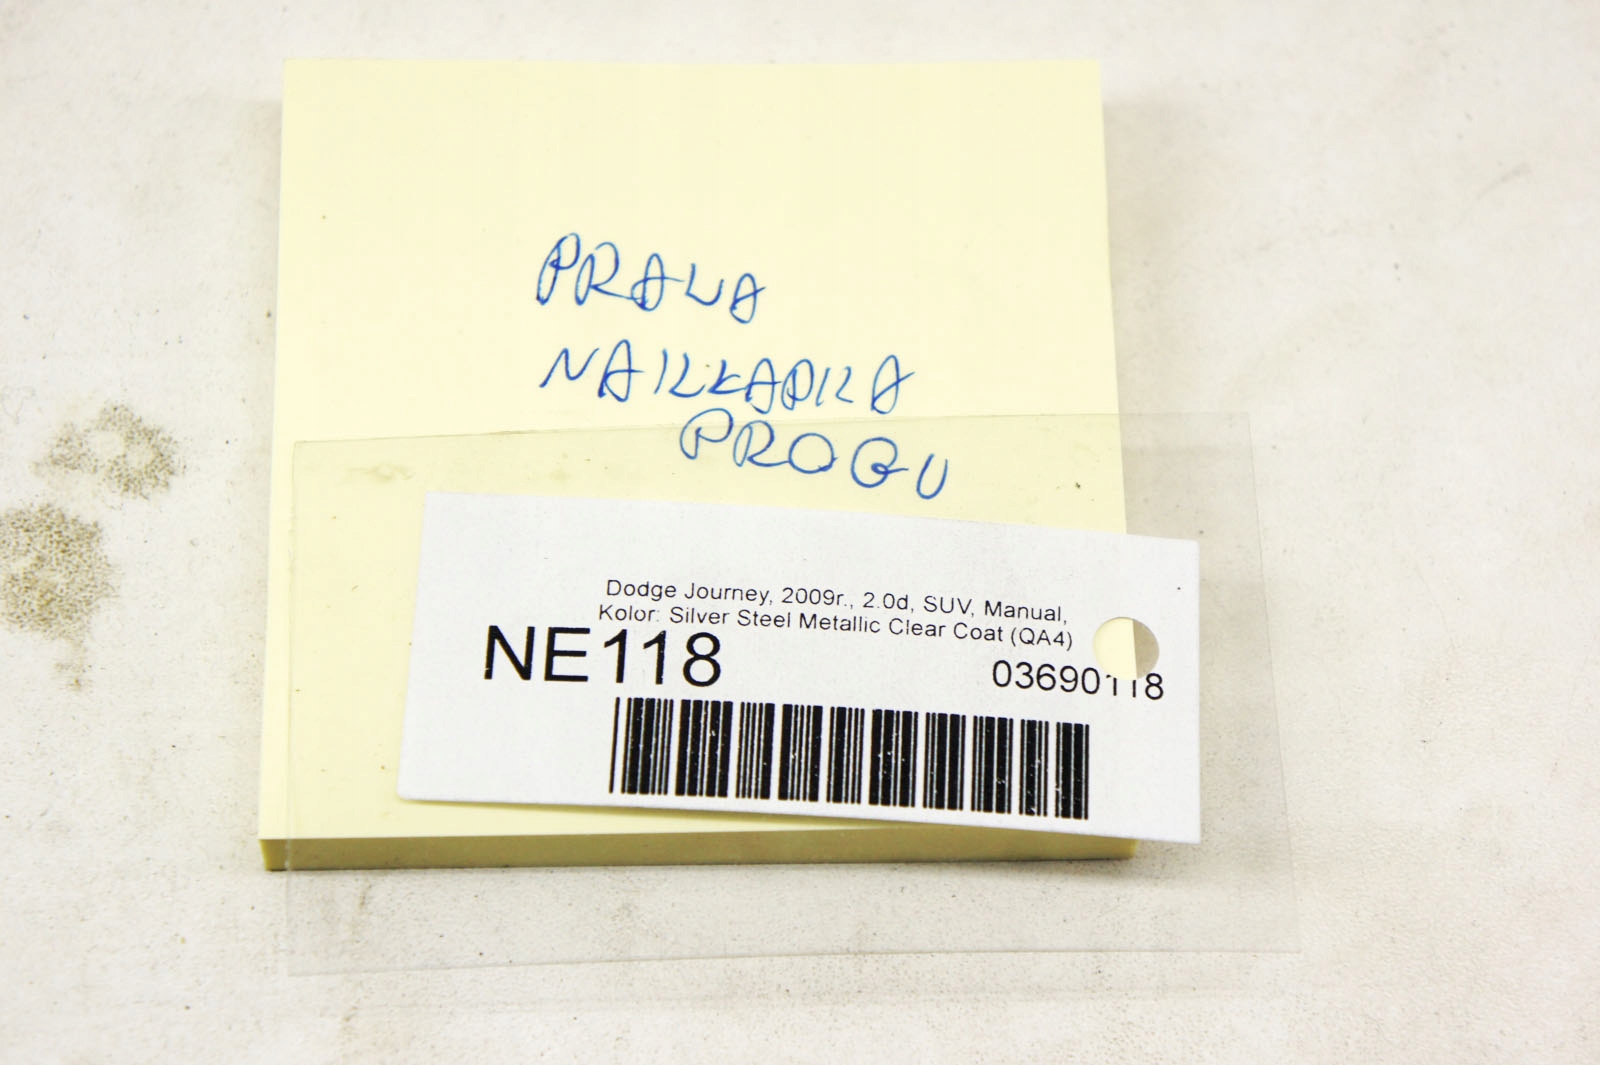 PRAWA
NAKŁADKA
PROGU
Dodge Journey, 2009r., 2.0d, SUV, Manual,
Kolor: Silver Steel Metallic Clear Coat (QA4)
NE118
03690118